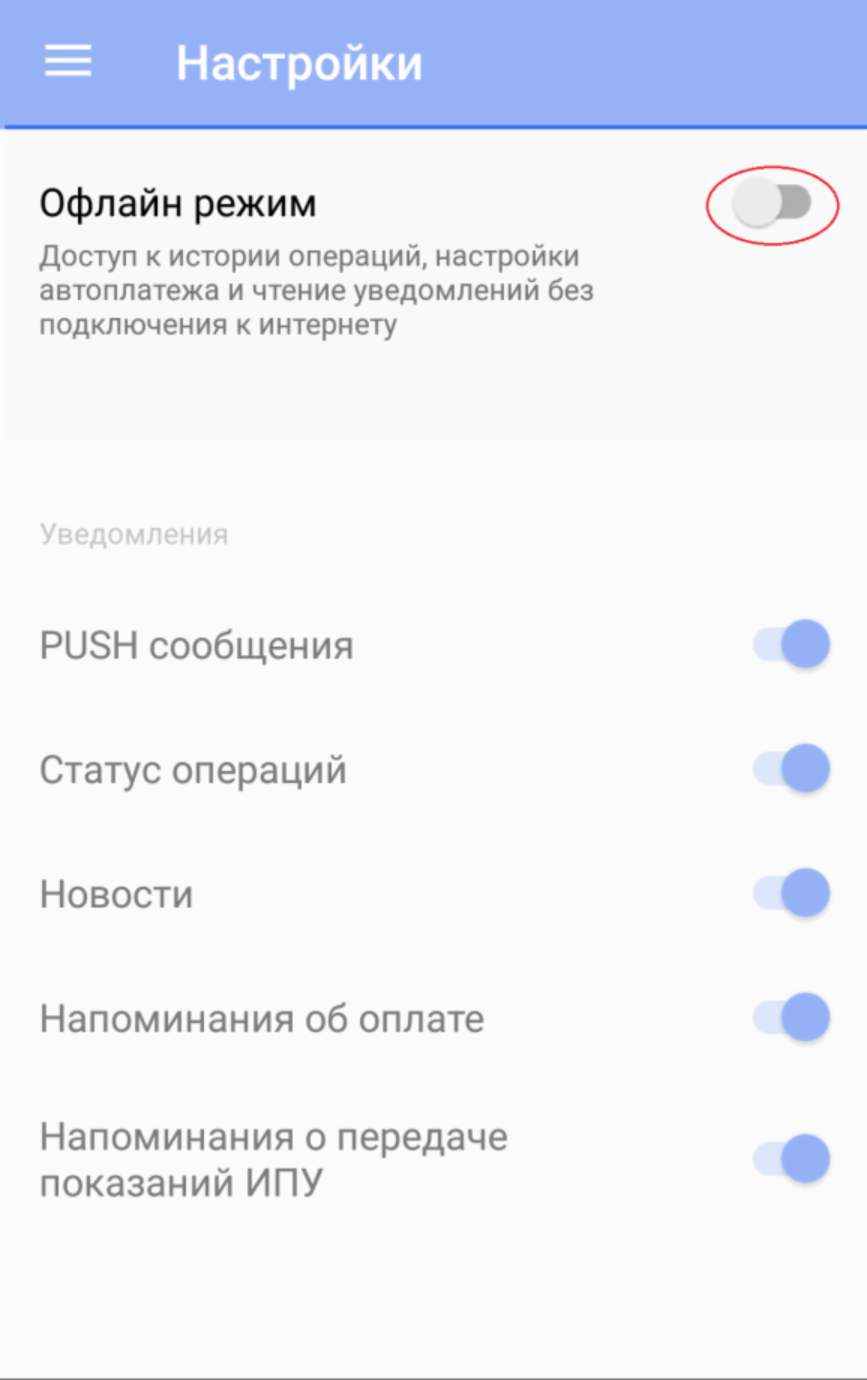 Настройки
Офлайн режим
Доступ к истории операций, настройки
автоплатежа и чтение уведомлений без
подключения к интернету
Уведомления
PUSH сообщения
Статус операций
Новости
Напоминания об оплате
Напоминания о передаче
показаний ИПУ